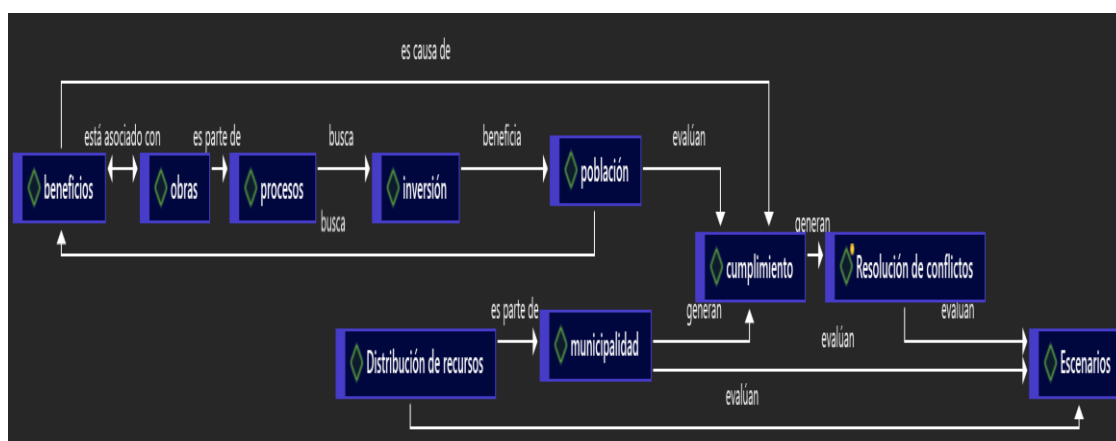 es causa de
está asociado con
es parte de
busca
beneficia
evalúan
beneficios
obras
procesos
inversión
población
busca
generan
cumplimiento
Resolución de conflictos
es parte de
generan
evalúan
evalúan
Distribución de recursos
municipalidad
Escenarios
evalúan